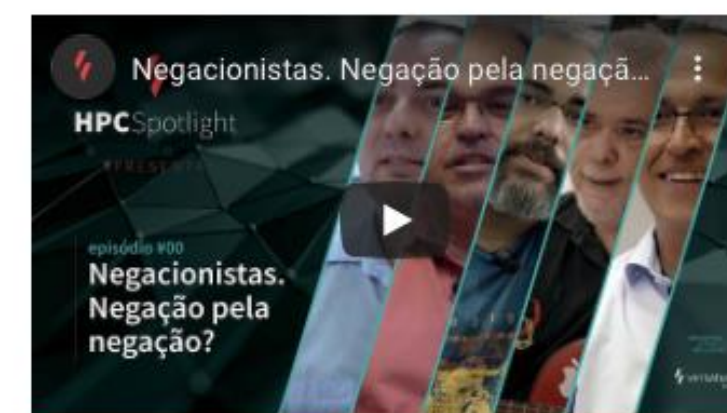 Negacionistas. Negação pela negaçã...
HPCSpotlight
episódio #00
Negacionistas.
Negação pela
negação?